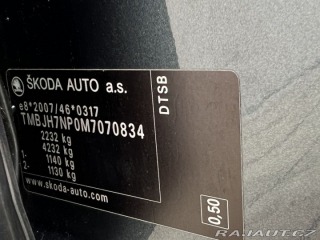 ŠKODA AUTO a.s.
e8*2007/46*0317
TMBJH7NP0M7070834
2232 kg
4232 kg
1- 1140 kg
2- 1130 kg
www.skoda-auto.com
DTSB
0,50
RAJAUT.CZ